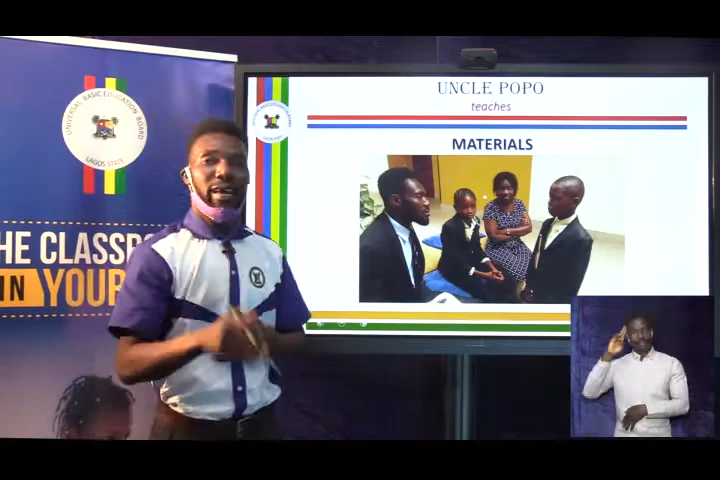 UNIVERSAL BASIC EDUCATION BOARD
LAGOS STATE
UNCLE POPO
teaches
MATERIALS
HE CLASSR
IN YOUR